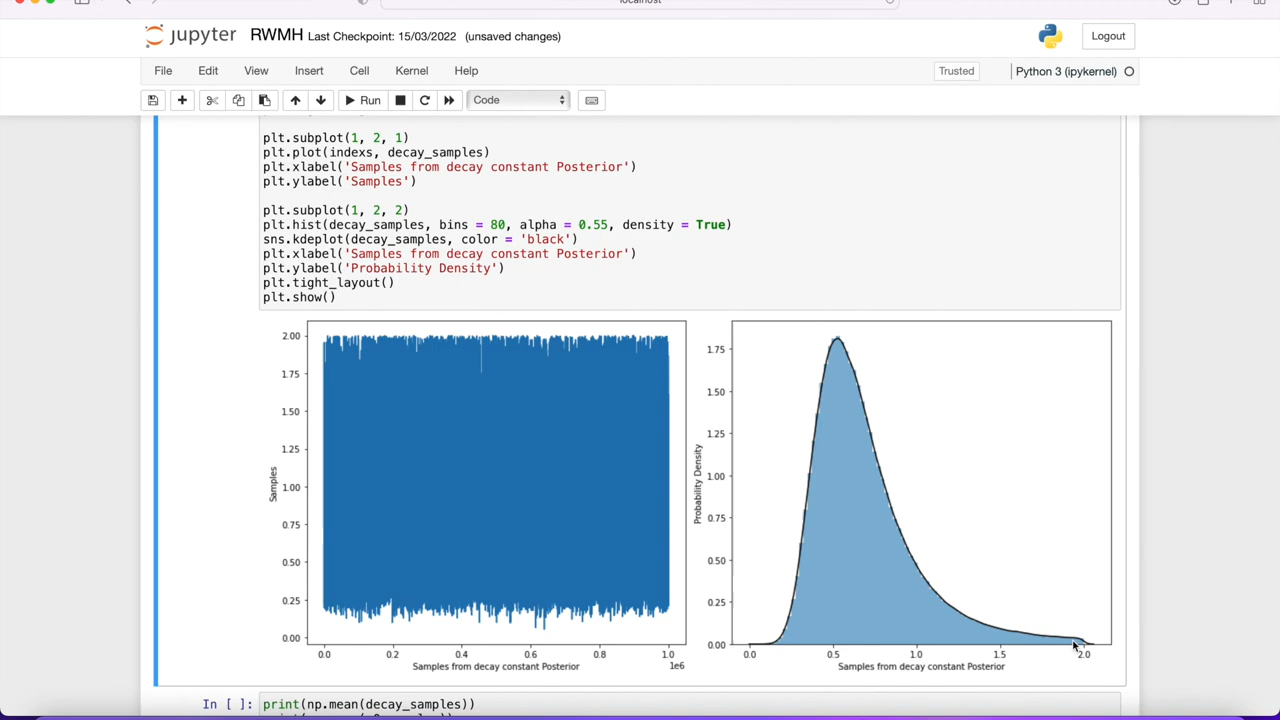 localhost
jupyter RWMH Last Checkpoint: 15/03/2022 (unsaved changes) Logout
File Edit View Insert Cell Kernel Help Trusted Python 3 (ipykernel)
Run Code
plt.subplot(1, 2, 1)
plt.plot(indexs, decay_samples)
plt.xlabel('Samples from decay constant Posterior')
plt.ylabel('Samples')
plt.subplot(1, 2, 2)
plt.hist(decay_samples, bins = 80, alpha = 0.55, density = True)
sns.kdeplot(decay_samples, color = 'black')
plt.xlabel('Samples from decay constant Posterior')
plt.ylabel('Probability Density')
plt.tight_layout()
plt.show()
2.00
1.75
1.50
1.25
1.00
0.75
0.50
0.25
0.00
Samples
0.0 0.2 0.4 0.6 0.8 1.0
1e6
Samples from decay constant Posterior
1.75
1.50
1.25
1.00
0.75
0.50
0.25
0.00
Probability Density
0.0 0.5 1.0 1.5 2.0
Samples from decay constant Posterior
In [ ]: print(np.mean(decay_samples))